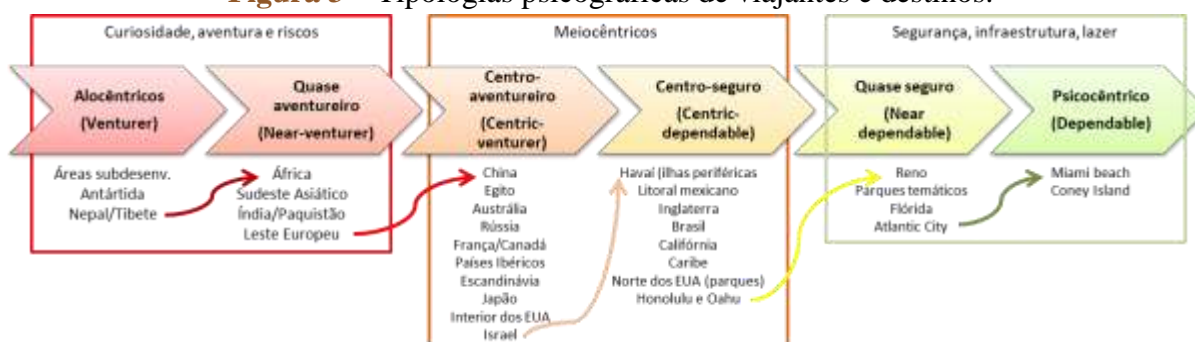 Figura 3 – Tipologias psicográficas de viajantes e destinos.
Curiosidade, aventura e riscos
Meiocêntricos
Segurança, infraestrutura, lazer
Alocêntricos
(Venturer)
Quase
aventureiro
(Near-venturer)
Centro-
aventureiro
(Centric-
venturer)
Centro-seguro
(Centric-
dependable)
Quase seguro
(Near
dependable)
Psicocêntrico
(Dependable)
Áreas subdesenv.
Antártida
Nepal/Tibete
África
Sudeste Asiático
Índia/Paquistão
Leste Europeu
China
Egito
Austrália
Rússia
França/Canadá
Países Ibéricos
Escandinávia
Japão
Interior dos EUA
Israel
Havaí (ilhas periféricas
Litoral mexicano
Inglaterra
Brasil
Califórnia
Caribe
Norte dos EUA (parques)
Honolulu e Oahu
Reno
Parques temáticos
Flórida
Atlantic City
Miami beach
Coney Island